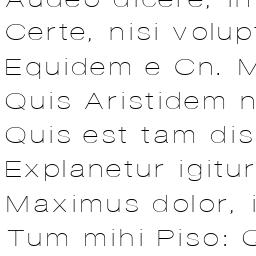 Audeo dicere, in
Certe, nisi volupt
Equidem e Cn. M
Quis Aristidem n
Quis est tam dis
Explanetur igitur
Maximus dolor, i
Tum mihi Piso: Q